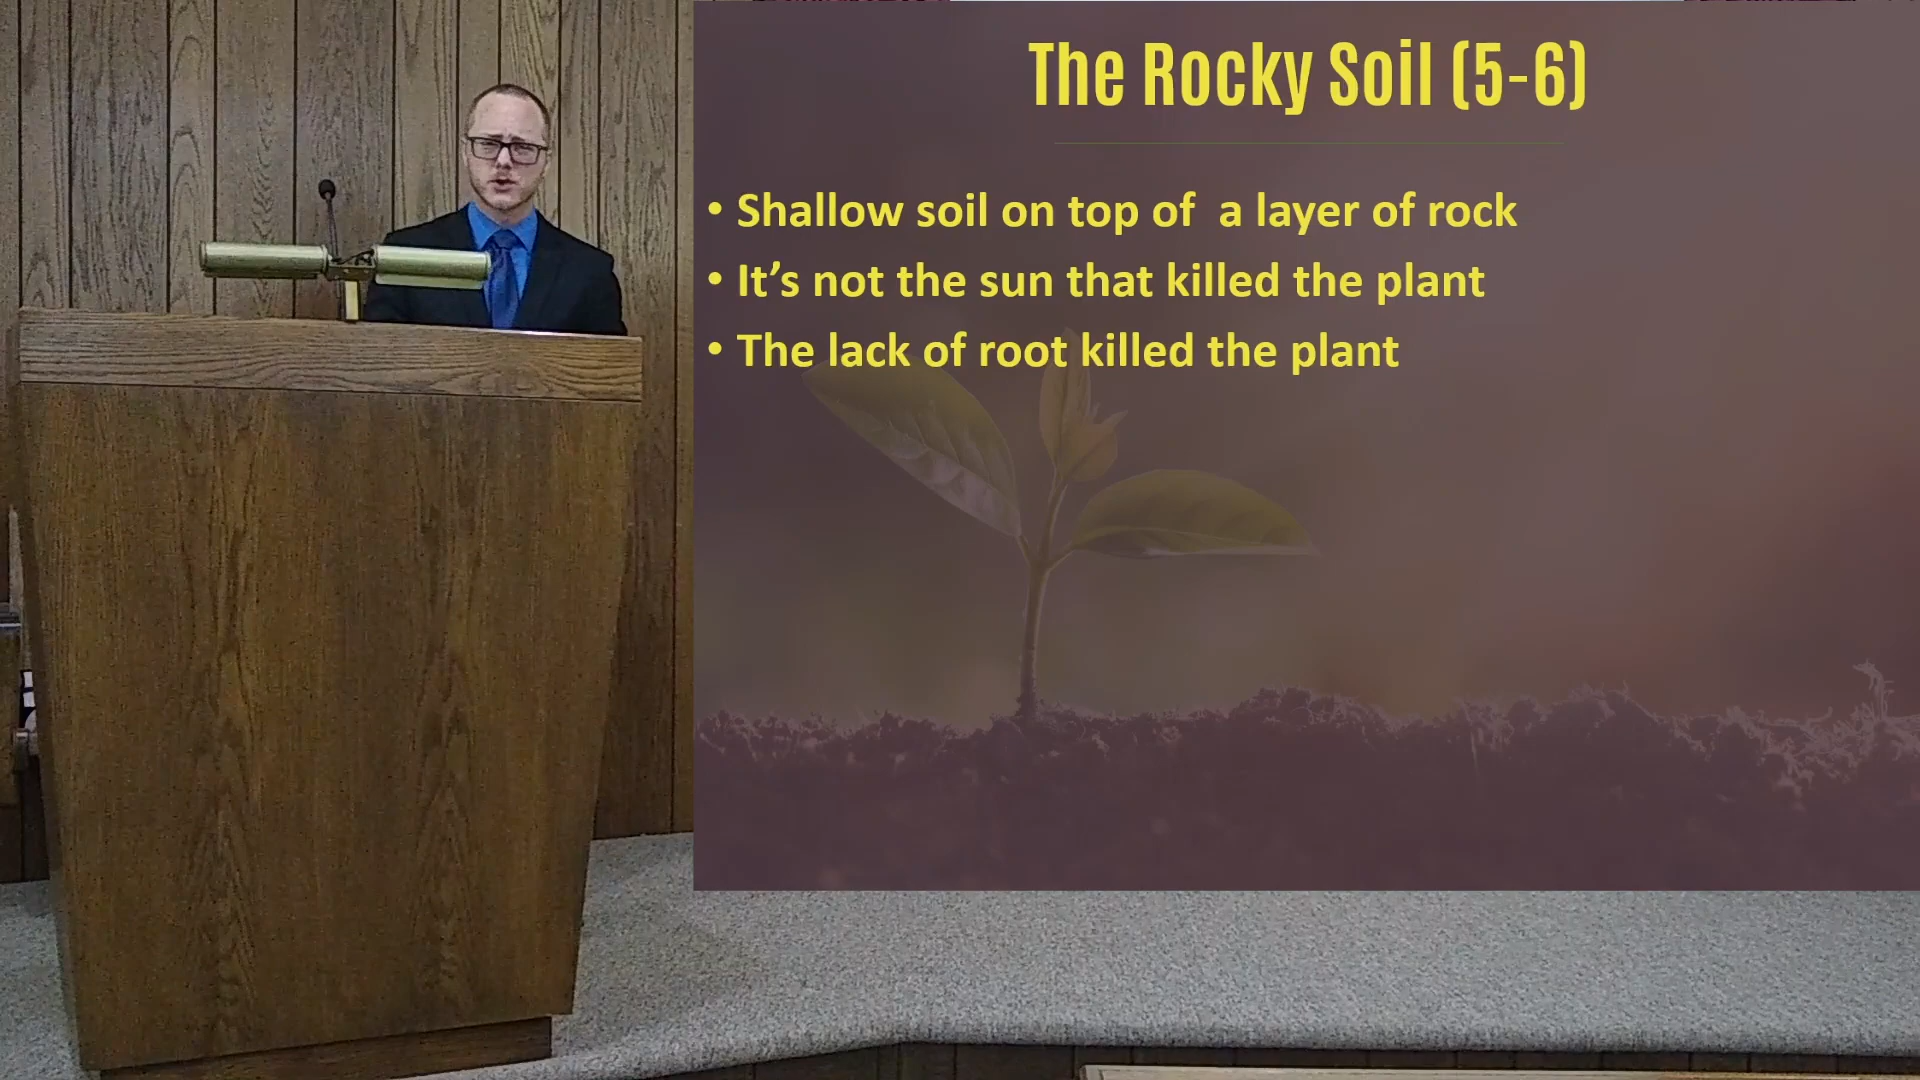 The Rocky Soil (5-6)
• Shallow soil on top of  a layer of rock
• It’s not the sun that killed the plant
• The lack of root killed the plant